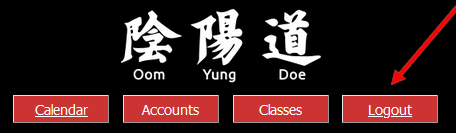 陰陽道
Oom Yung Doe
Calendar Accounts Classes Logout